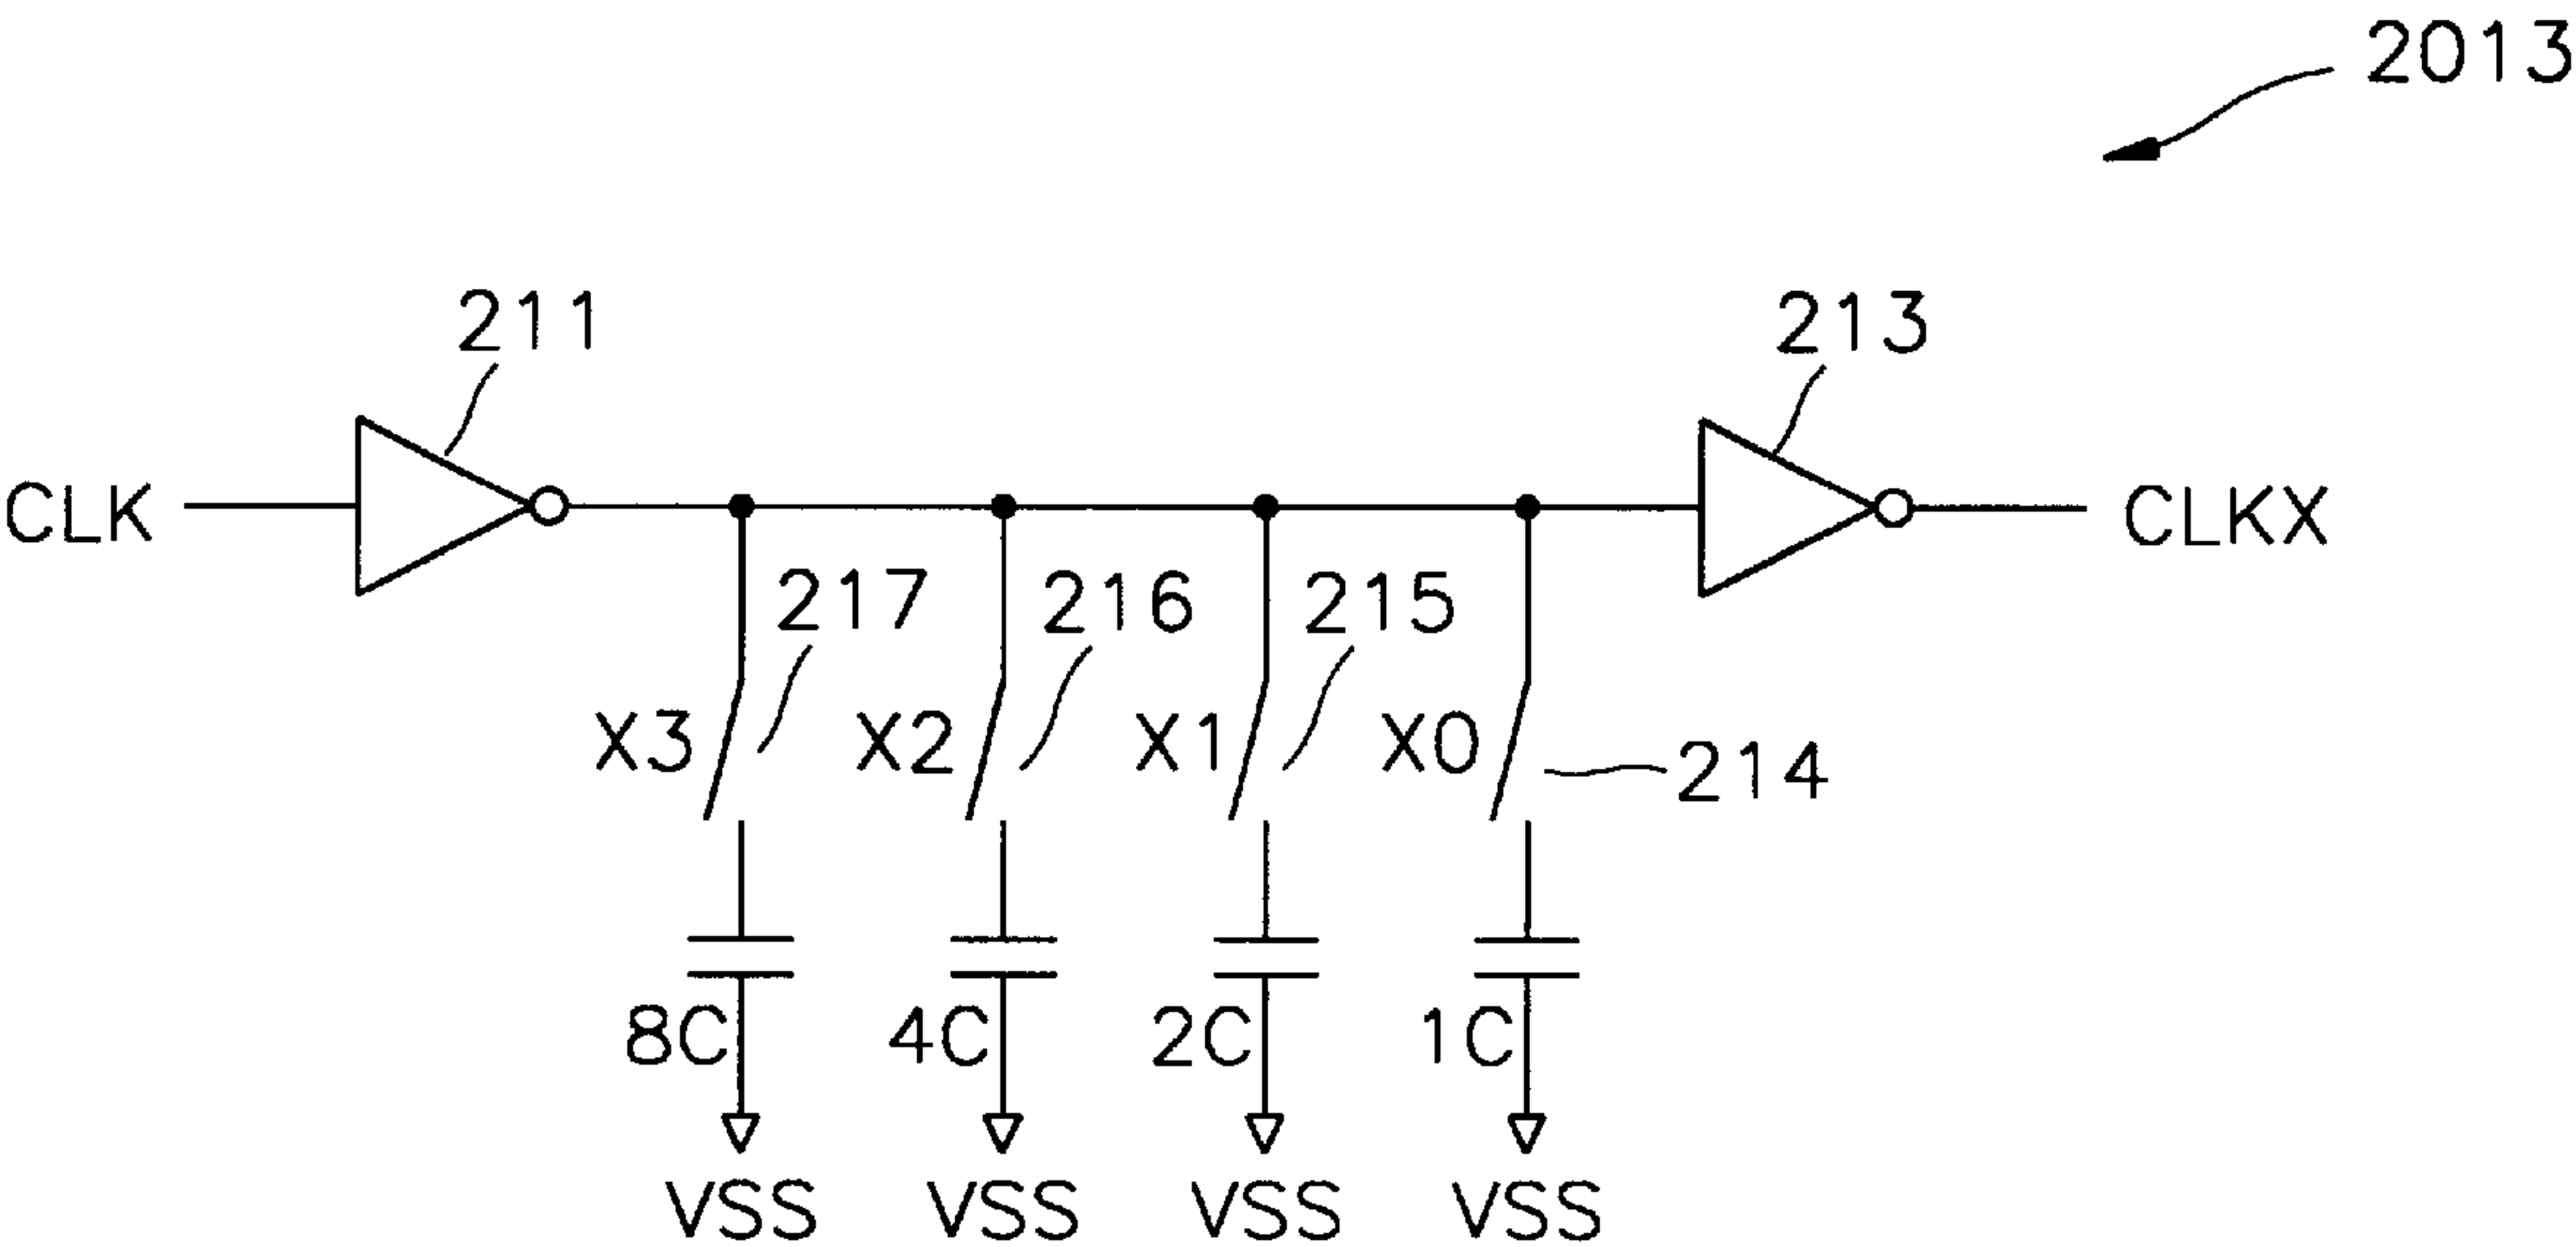 2013
211
213
CLK
CLKX
217
216
215
X3
X2
X1
X0
214
8C
4C
2C
1C
VSS
VSS
VSS
VSS